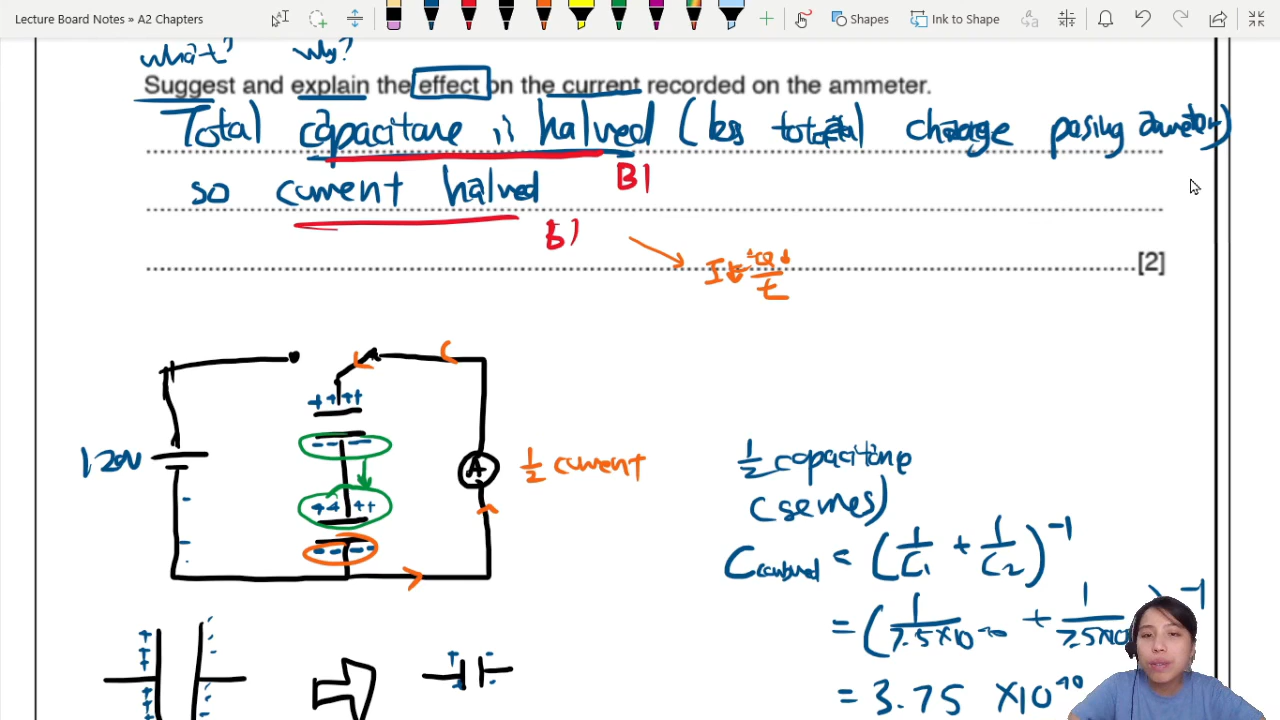 Lecture Board Notes » A2 Chapters
Shapes
Ink to Shape
what? why?
Suggest and explain the effect on the current recorded on the ammeter.
Total capacitance is halved (less total charge passing ammeter)
so current halved
B1
B1
I = Q
t
[2]
++++
120V
A
1/2 current
++ ++
1/2 capacitance
(series)
Ccombined = (1/C1 + 1/C2)^-1
= (1/7.5×10^-10 + 1/7.5×10
= 3.75 ×10^-10